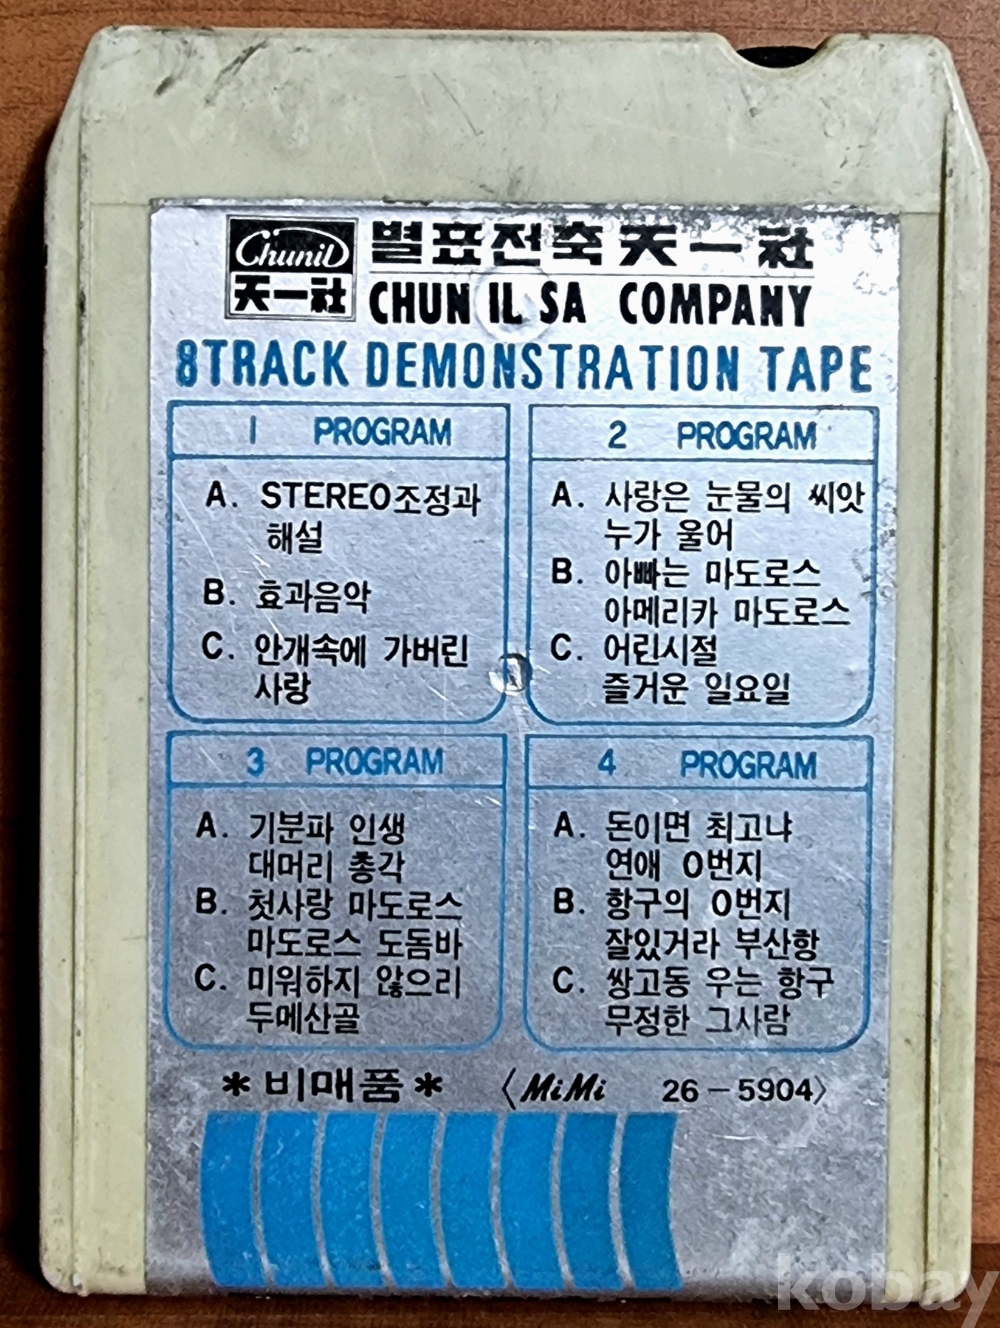 Chunil
天一社
별표전축天一社
CHUN IL SA COMPANY
8TRACK DEMONSTRATION TAPE
1 PROGRAM
A. STEREO조정과
해설
B. 효과음악
C. 안개속에 가버린
사랑
2 PROGRAM
A. 사랑은 눈물의 씨앗
누가 울어
B. 아빠는 마도로스
아메리카 마도로스
C. 어린시절
즐거운 일요일
3 PROGRAM
A. 기분파 인생
대머리 총각
B. 첫사랑 마도로스
마도로스 도돔바
C. 미워하지 않으리
두메산골
4 PROGRAM
A. 돈이면 최고냐
연애 0번지
B. 항구의 0번지
잘있거라 부산항
C. 쌍고동 우는 항구
무정한 그사람
*비매품* 〈MiMi 26-5904〉
kobay